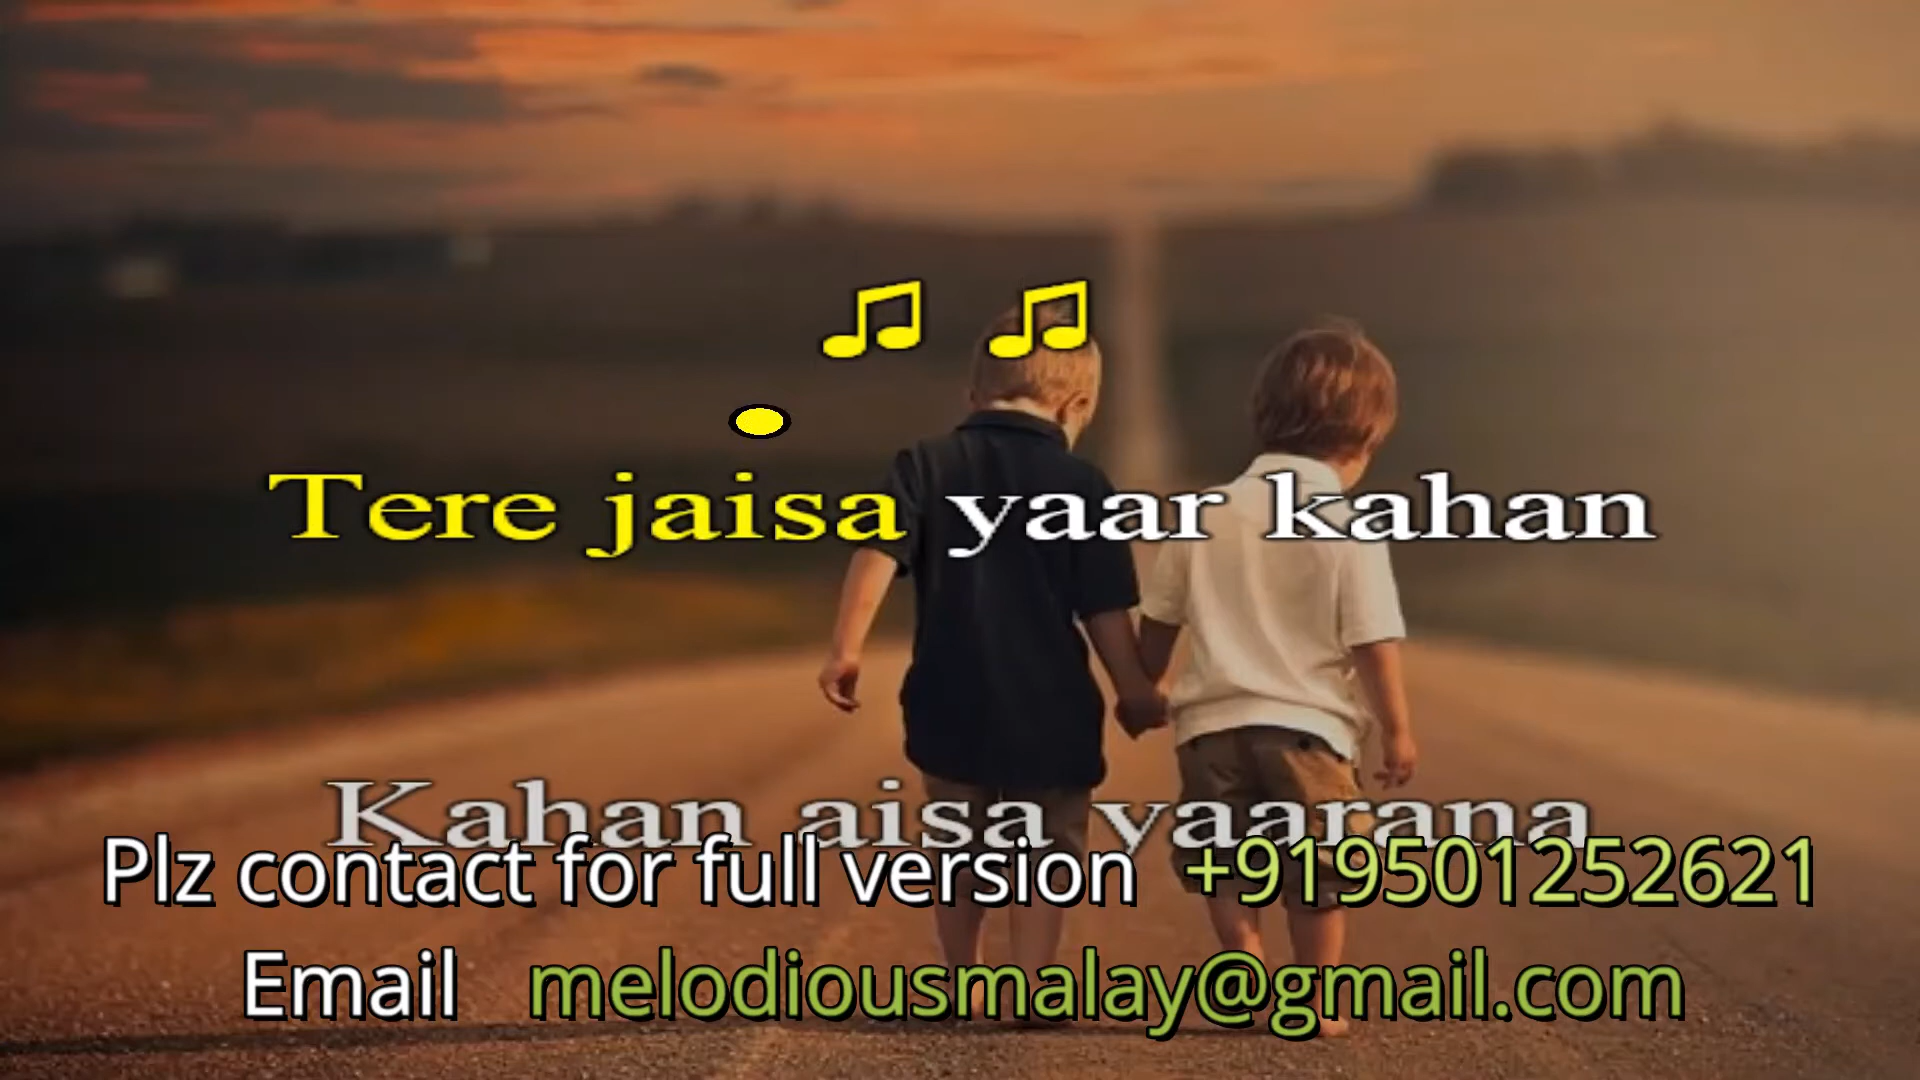 ♫ ♫
Tere jaisa yaar kahan
Kahan aisa yaarana
Plz contact for full version +919501252621
Email melodiousmalay@gmail.com